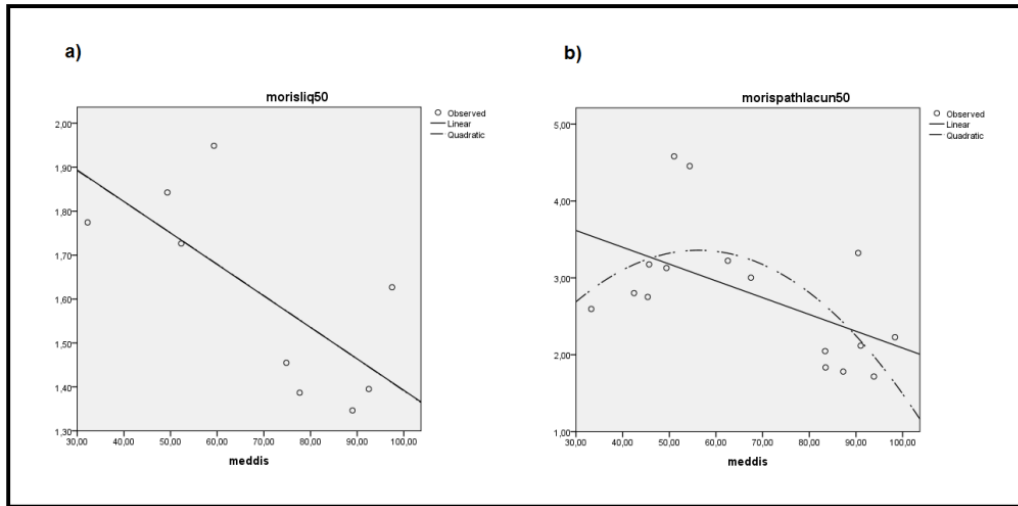 a)
morisliq50
2,00
1,90
1,80
1,70
1,60
1,50
1,40
1,30
30,00 40,00 50,00 60,00 70,00 80,00 90,00 100,00
meddis
Observed
Linear
Quadratic
b)
morispathlacun50
5,00
4,00
3,00
2,00
1,00
30,00 40,00 50,00 60,00 70,00 80,00 90,00 100,00
meddis
Observed
Linear
Quadratic